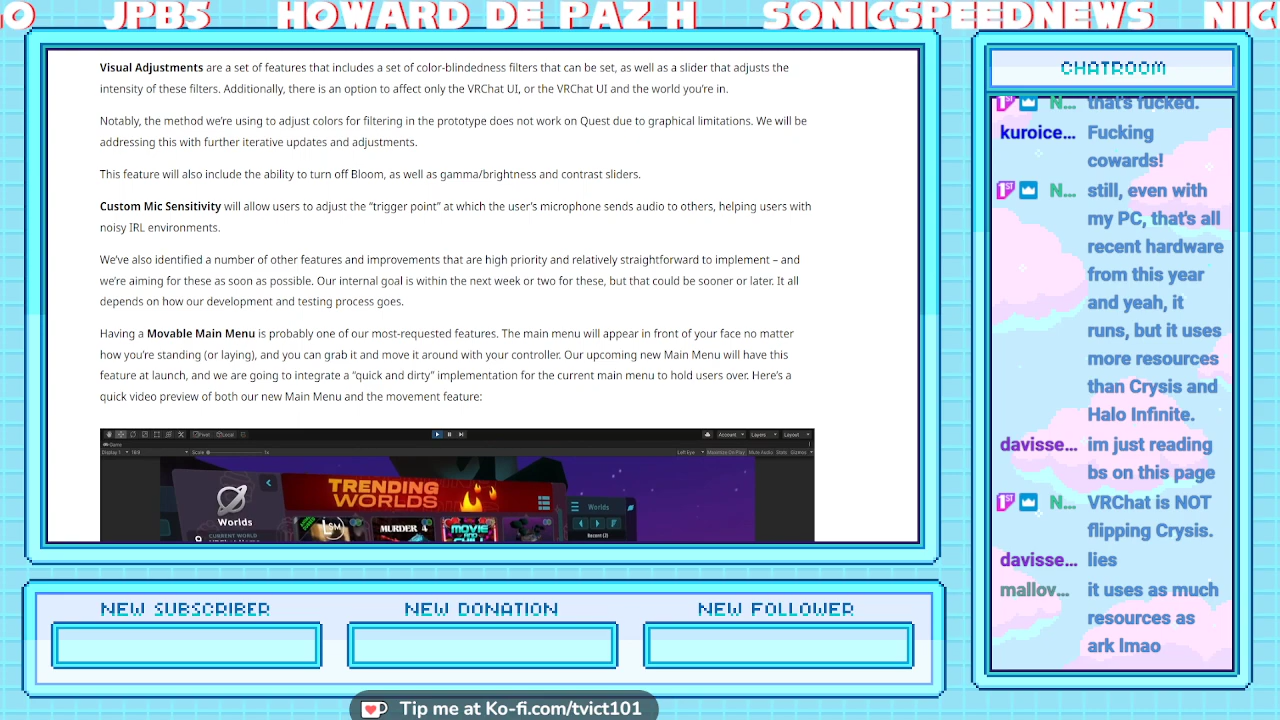 JPB5 HOWARD DE PAZ H SONICSPEEDNEWS
Visual Adjustments are a set of features that includes a set of color-blindedness filters that can be set, as well as a slider that adjusts the
intensity of these filters. Additionally, there is an option to affect only the VRChat UI, or the VRChat UI and the world you're in.
Notably, the method we're using to adjust colors for filtering in the prototype does not work on Quest due to graphical limitations. We will be
addressing this with further iterative updates and adjustments.
This feature will also include the ability to turn off Bloom, as well as gamma/brightness and contrast sliders.
Custom Mic Sensitivity will allow users to adjust the “trigger point” at which the user's microphone sends audio to others, helping users with
noisy IRL environments.
We've also identified a number of other features and improvements that are high priority and relatively straightforward to implement – and
we're aiming for these as soon as possible. Our internal goal is within the next week or two for these, but that could be sooner or later. It all
depends on how our development and testing process goes.
Having a Movable Main Menu is probably one of our most-requested features. The main menu will appear in front of your face no matter
how you're standing (or laying), and you can grab it and move it around with your controller. Our upcoming new Main Menu will have this
feature at launch, and we are going to integrate a “quick and dirty” implementation for the current main menu to hold users over. Here's a
quick video preview of both our new Main Menu and the movement feature:
Account Layers Layout
Worlds
TRENDING
WORLDS
MURDER 4
MOVIE
AND
CHILL
Worlds
CHATROOM
N... that's fucked.
kuroice... Fucking
cowards!
N... still, even with
my PC, that's all
recent hardware
from this year
and yeah, it
runs, but it uses
more resources
than Crysis and
Halo Infinite.
davisse... im just reading
bs on this page
N... VRChat is NOT
flipping Crysis.
davisse... lies
mallov... it uses as much
resources as
ark lmao
NEW SUBSCRIBER
NEW DONATION
NEW FOLLOWER
Tip me at Ko-fi.com/tvict101